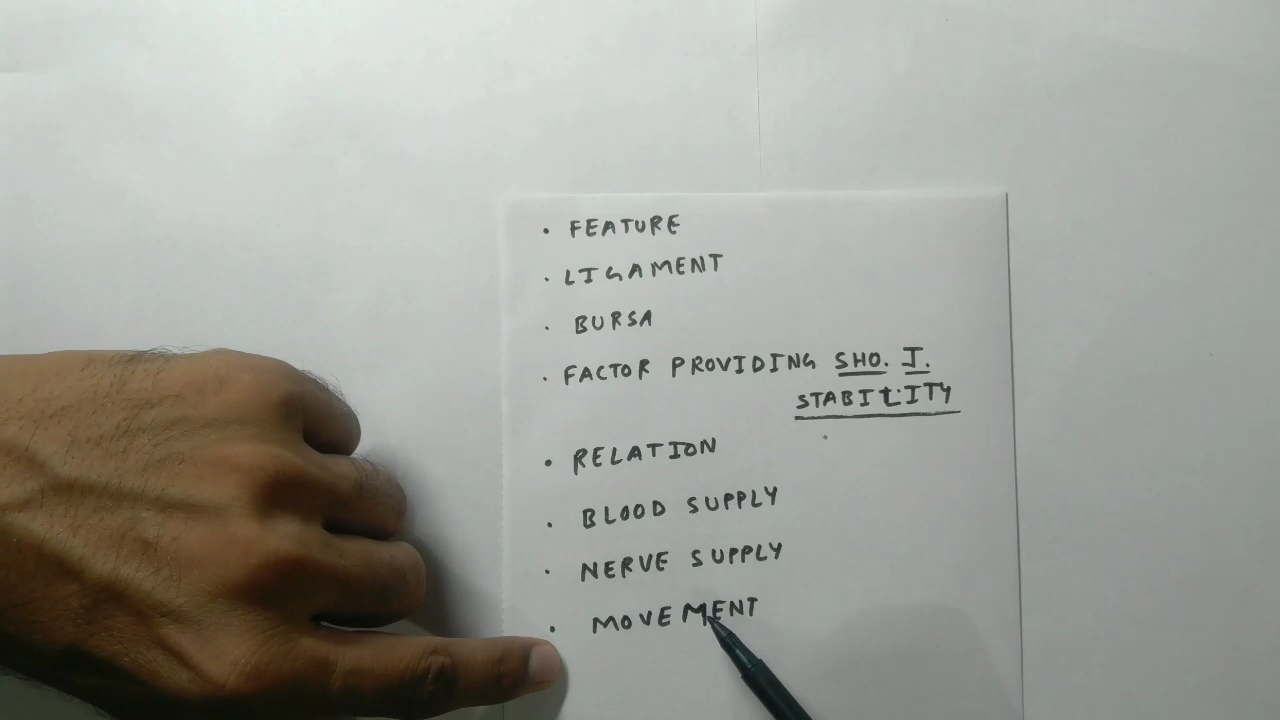 • FEATURE
• LIGAMENT
• BURSA
• FACTOR PROVIDING SHO. J.
STABILITY
• RELATION
• BLOOD SUPPLY
• NERVE SUPPLY
• MOVEMENT